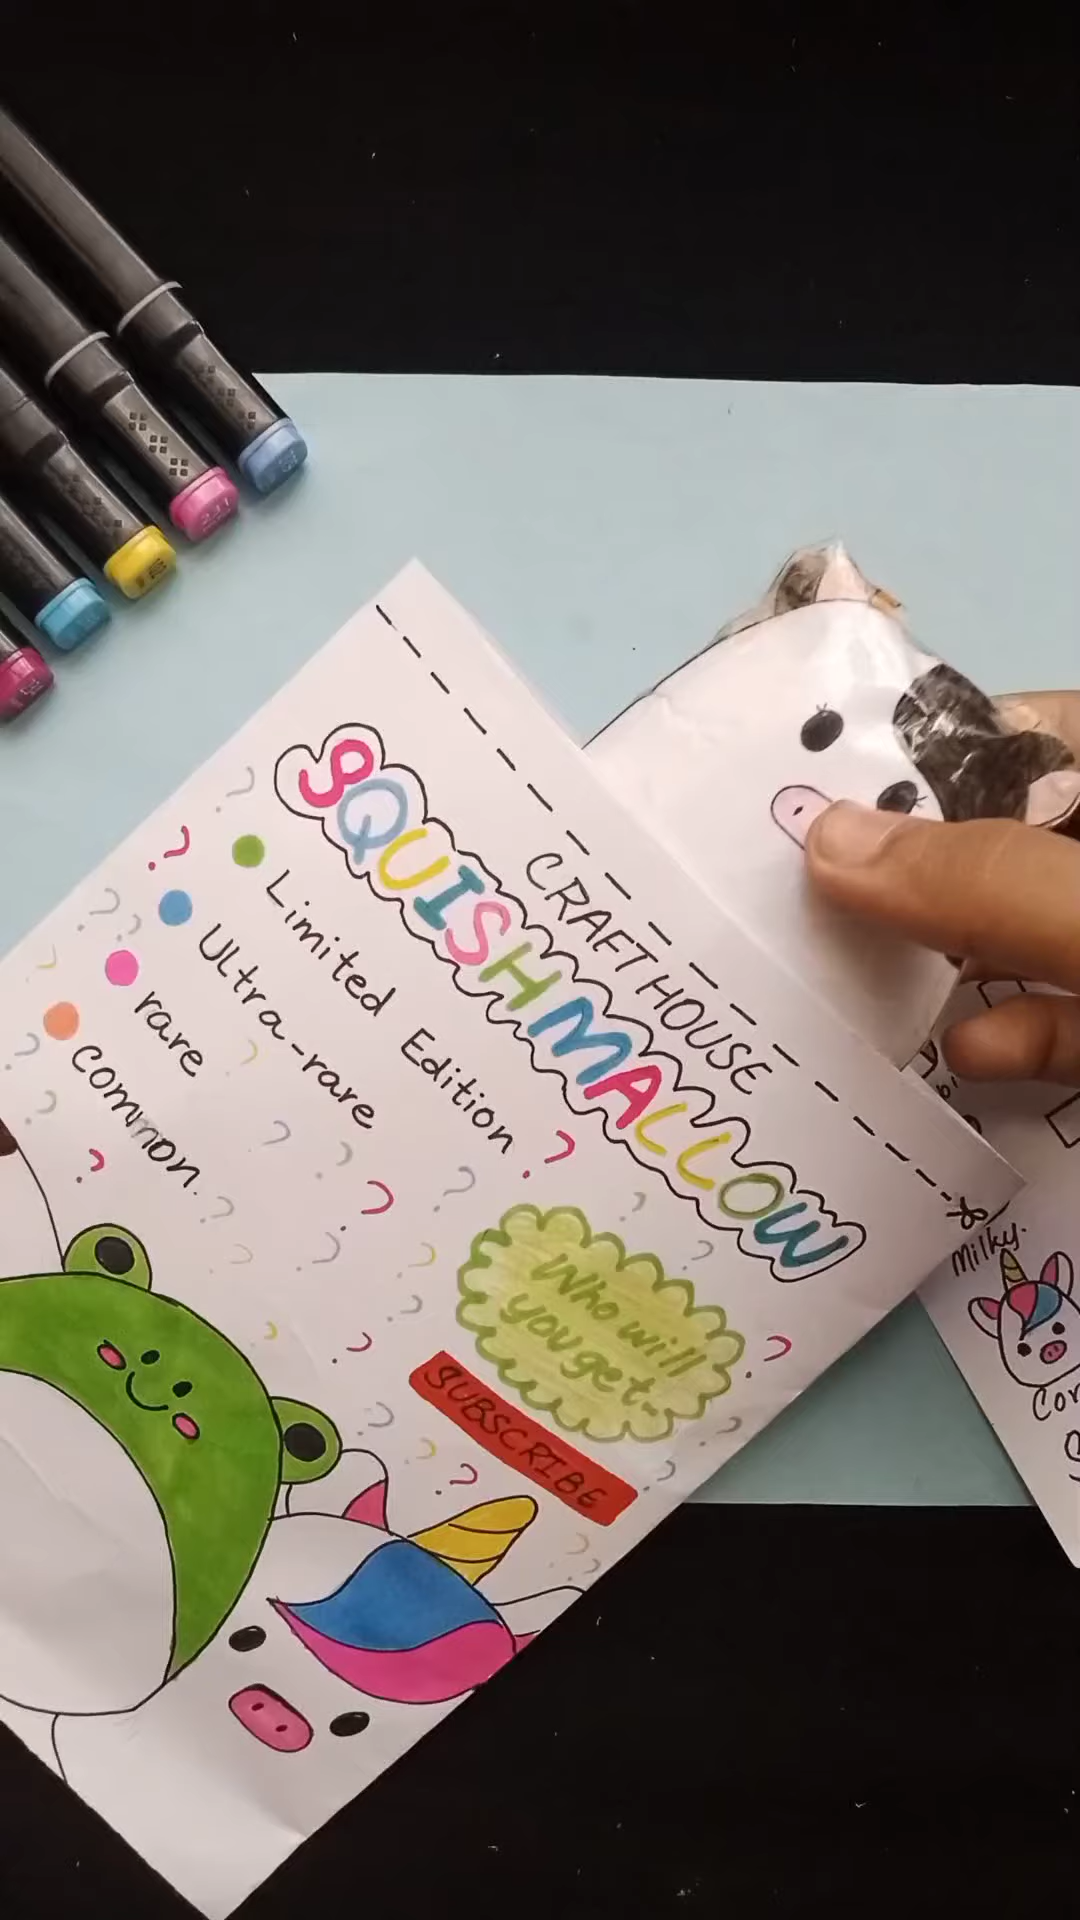 CRAFT HOUSE
SQUISHMALLOW
Limited Edition
Ultra-rare
rare
common.
Who will
you get..
SUBSCRIBE
Milky.